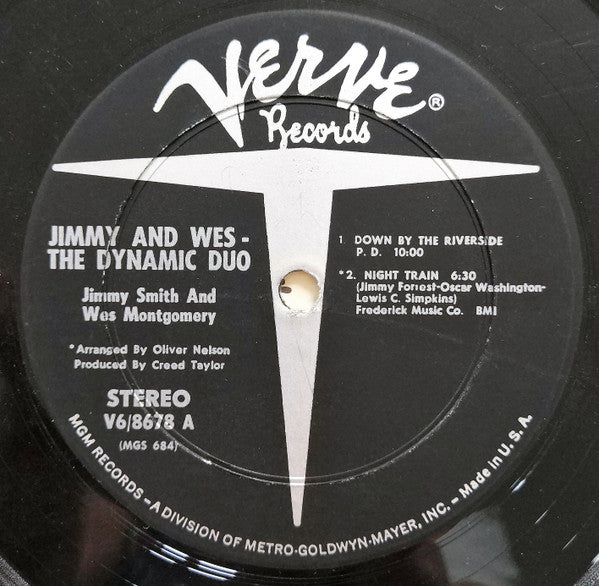 Verve®
Records
JIMMY AND WES -
THE DYNAMIC DUO
Jimmy Smith And
Wes Montgomery
*Arranged By Oliver Nelson
Produced By Creed Taylor
STEREO
V6/8678 A
(MGS 684)
1. DOWN BY THE RIVERSIDE
P. D. 10:00
*2. NIGHT TRAIN 6:30
(Jimmy Forrest-Oscar Washington-
Lewis C. Simpkins)
Frederick Music Co. BMI
MGM RECORDS – A DIVISION OF METRO-GOLDWYN-MAYER, INC. – Made in U. S. A.